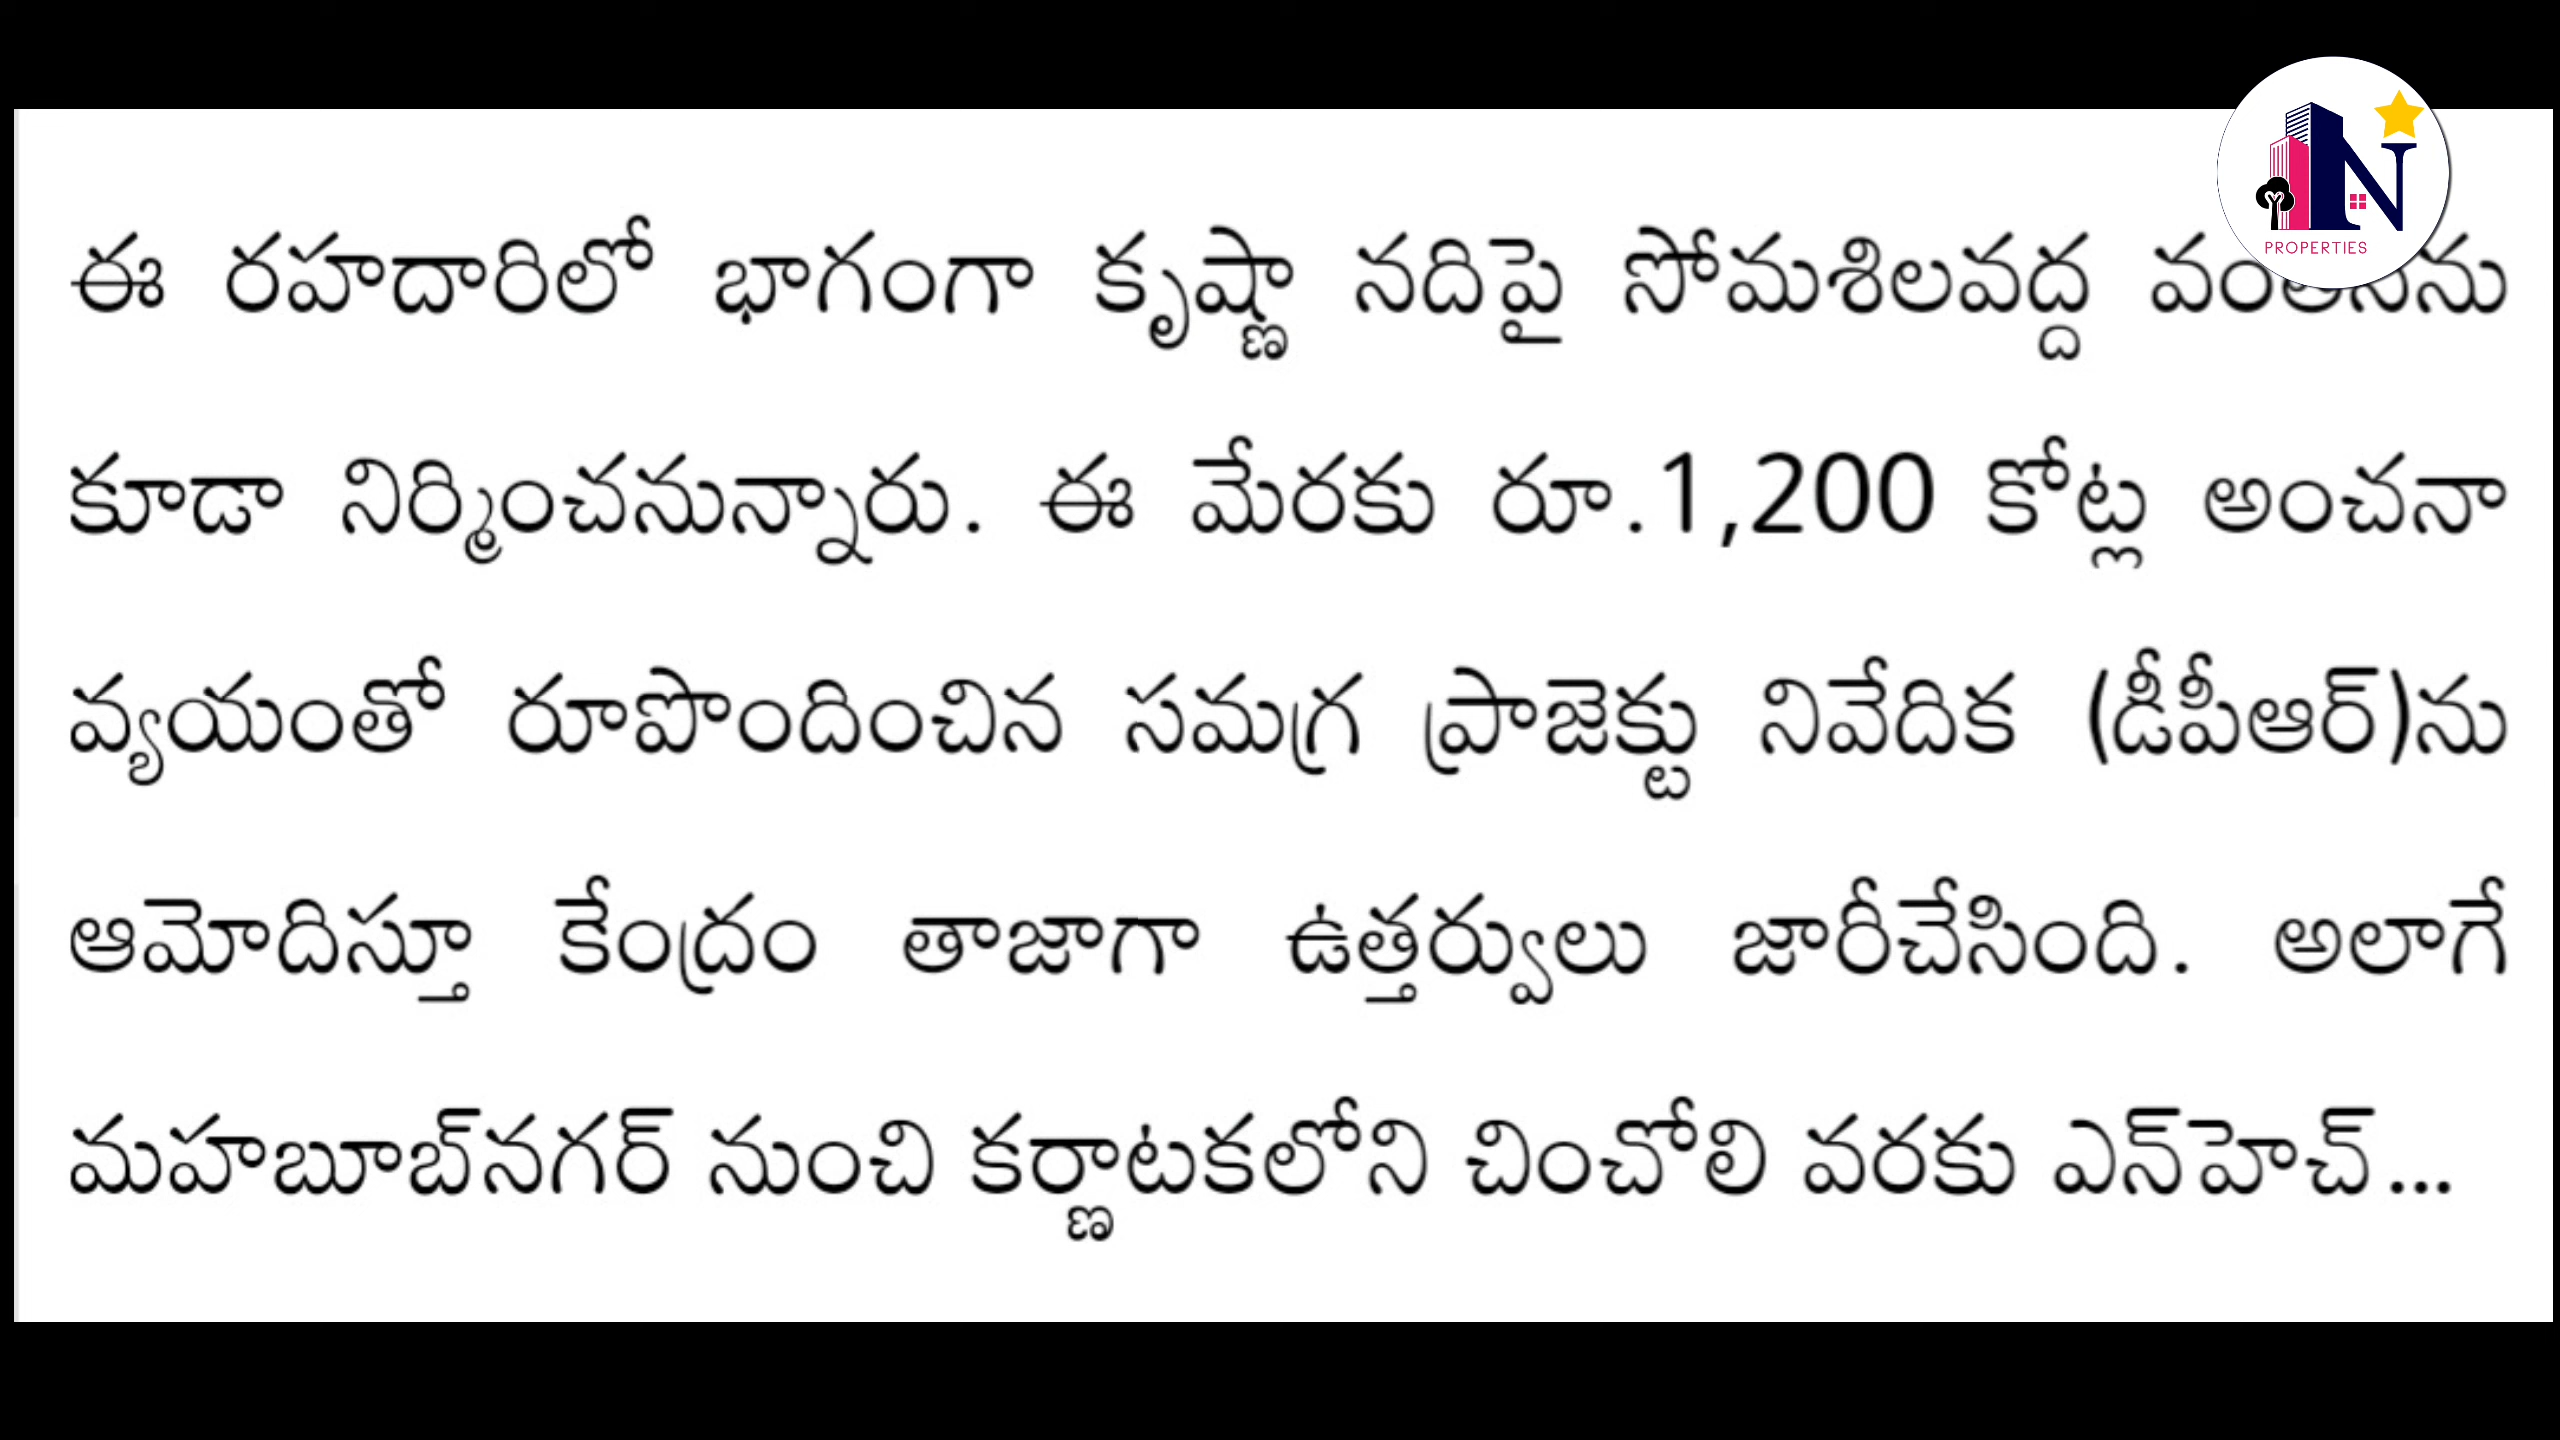 ఈ రహదారిలో భాగంగా కృష్ణా నదిపై సోమశిలవద్ద వంతెనను
కూడా నిర్మించనున్నారు. ఈ మేరకు రూ.1,200 కోట్ల అంచనా
వ్యయంతో రూపొందించిన సమగ్ర ప్రాజెక్టు నివేదిక (డీపీఆర్)ను
ఆమోదిస్తూ కేంద్రం తాజాగా ఉత్తర్వులు జారీచేసింది. అలాగే
మహబూబ్‌నగర్ నుంచి కర్ణాటకలోని చించోలి వరకు ఎన్‌హెచ్...
N
PROPERTIES